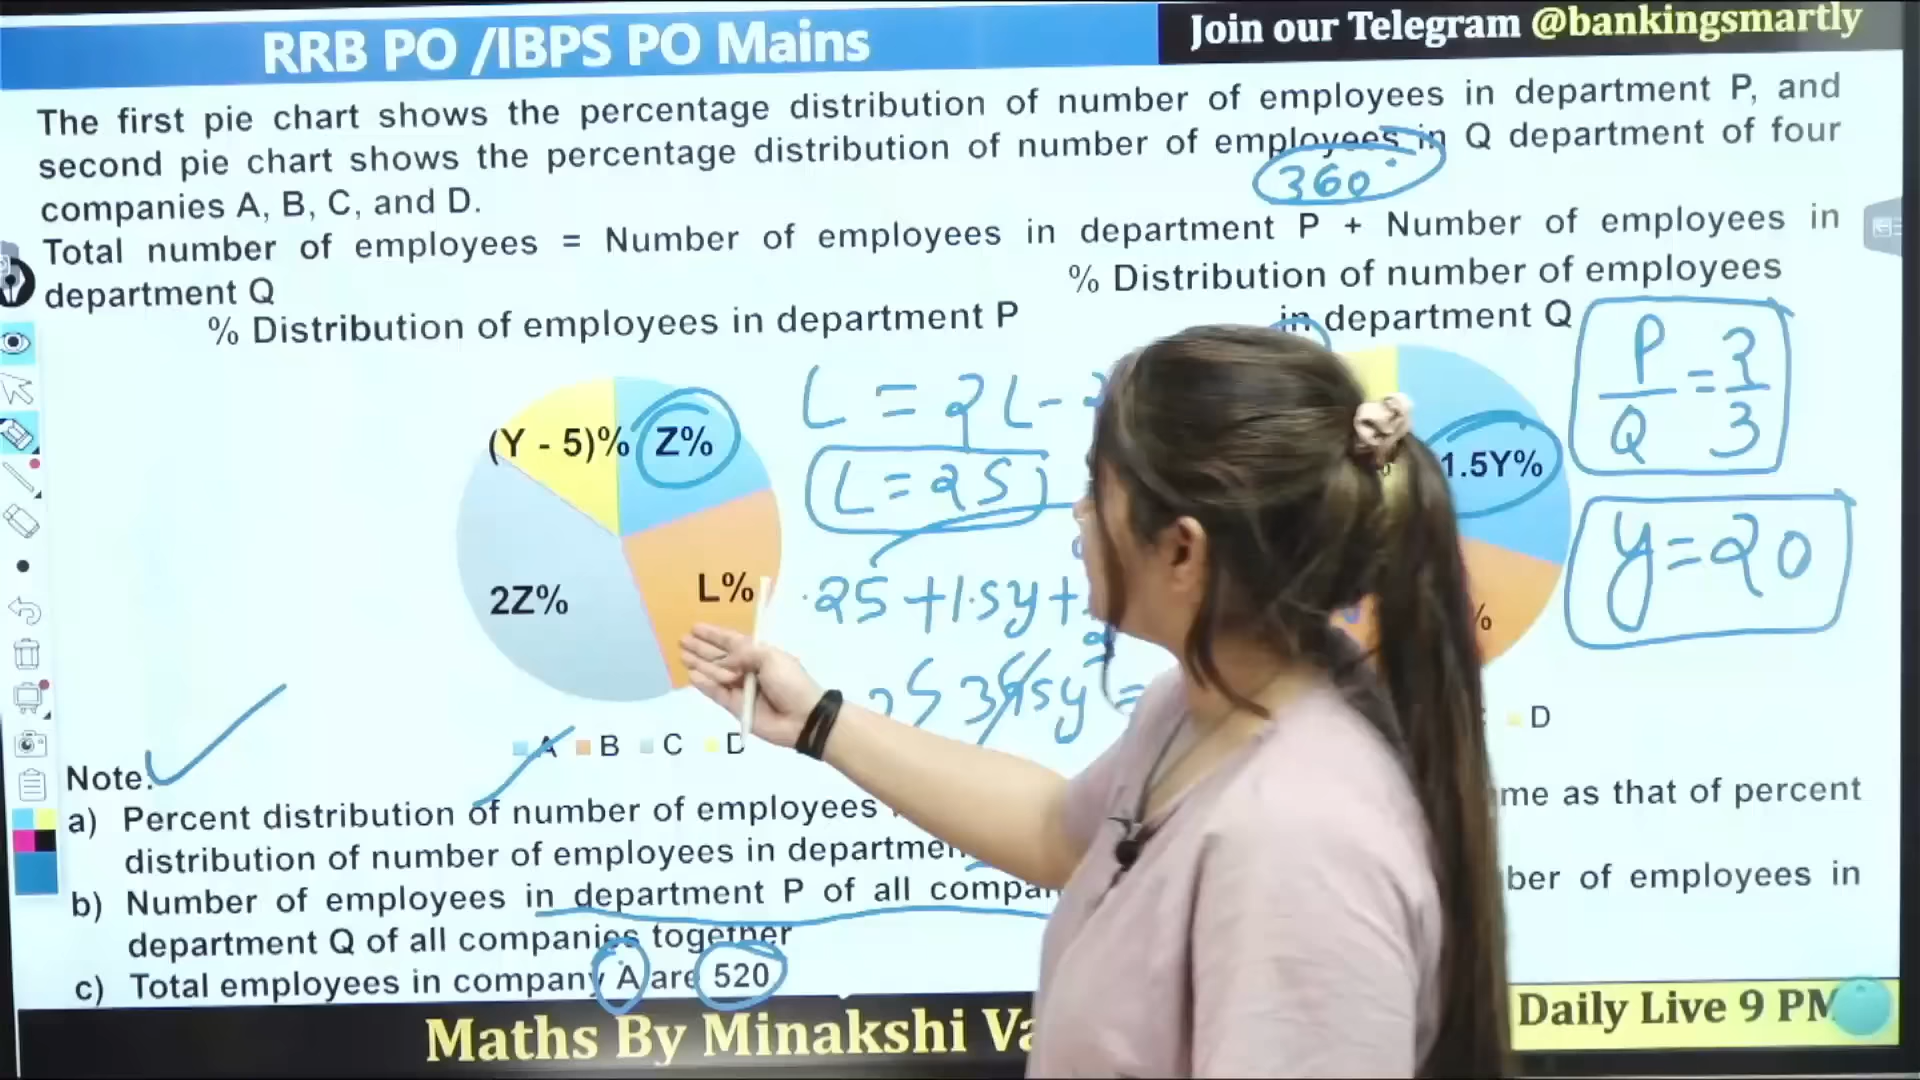 RRB PO /IBPS PO Mains
Join our Telegram @bankingsmartly
The first pie chart shows the percentage distribution of number of employees in department P, and
second pie chart shows the percentage distribution of number of employees in Q department of four
360°
companies A, B, C, and D.
Total number of employees = Number of employees in department P + Number of employees in
department Q
% Distribution of number of employees
in department Q
% Distribution of employees in department P
(Y - 5)% Z%
2Z%
L%
A B C D
L = 2L -
L = 25
25 + 1.5y +
1.5Y%
%
D
P/Q = 2/3
y = 20
Note:
a) Percent distribution of number of employees
me as that of percent
distribution of number of employees in departmen
b) Number of employees in department P of all compan
ber of employees in
department Q of all companies together
c) Total employees in company A are 520
Maths By Minakshi Va
Daily Live 9 PM